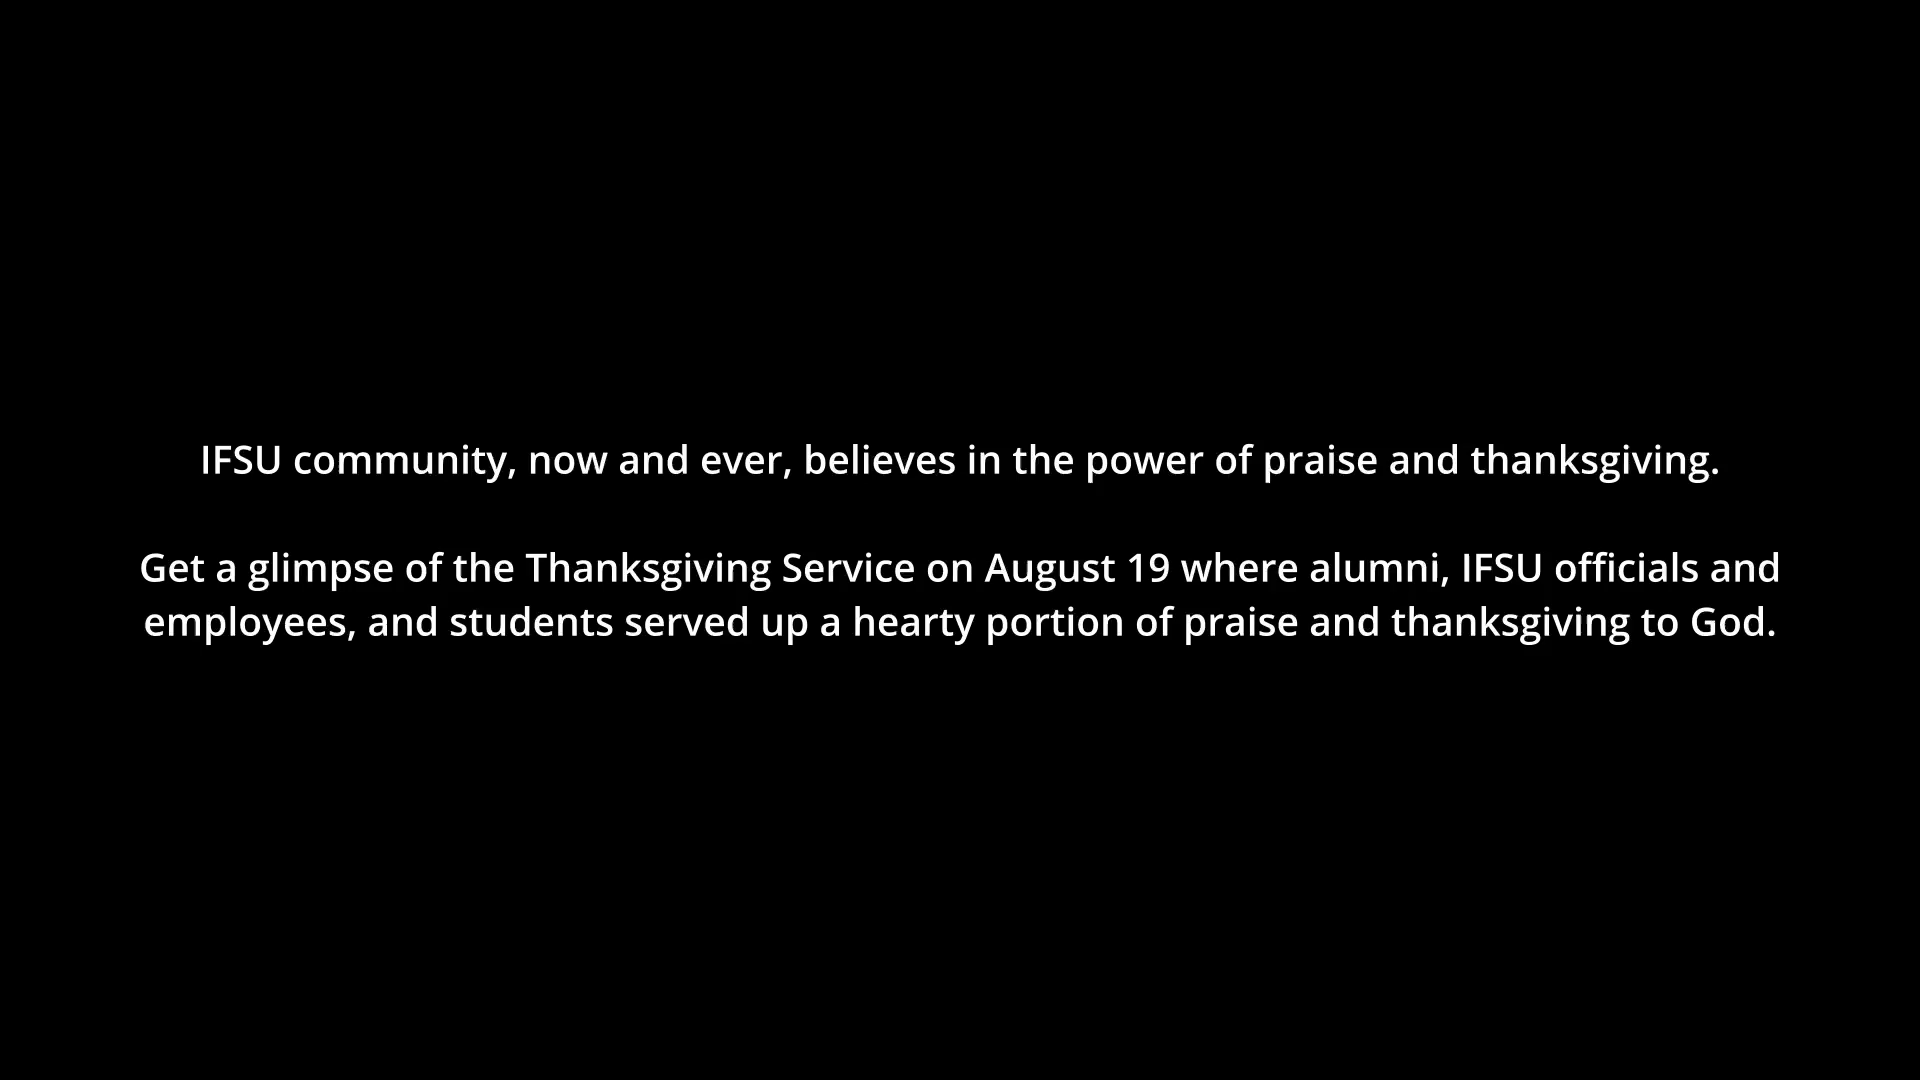 IFSU community, now and ever, believes in the power of praise and thanksgiving.
Get a glimpse of the Thanksgiving Service on August 19 where alumni, IFSU officials and
employees, and students served up a hearty portion of praise and thanksgiving to God.